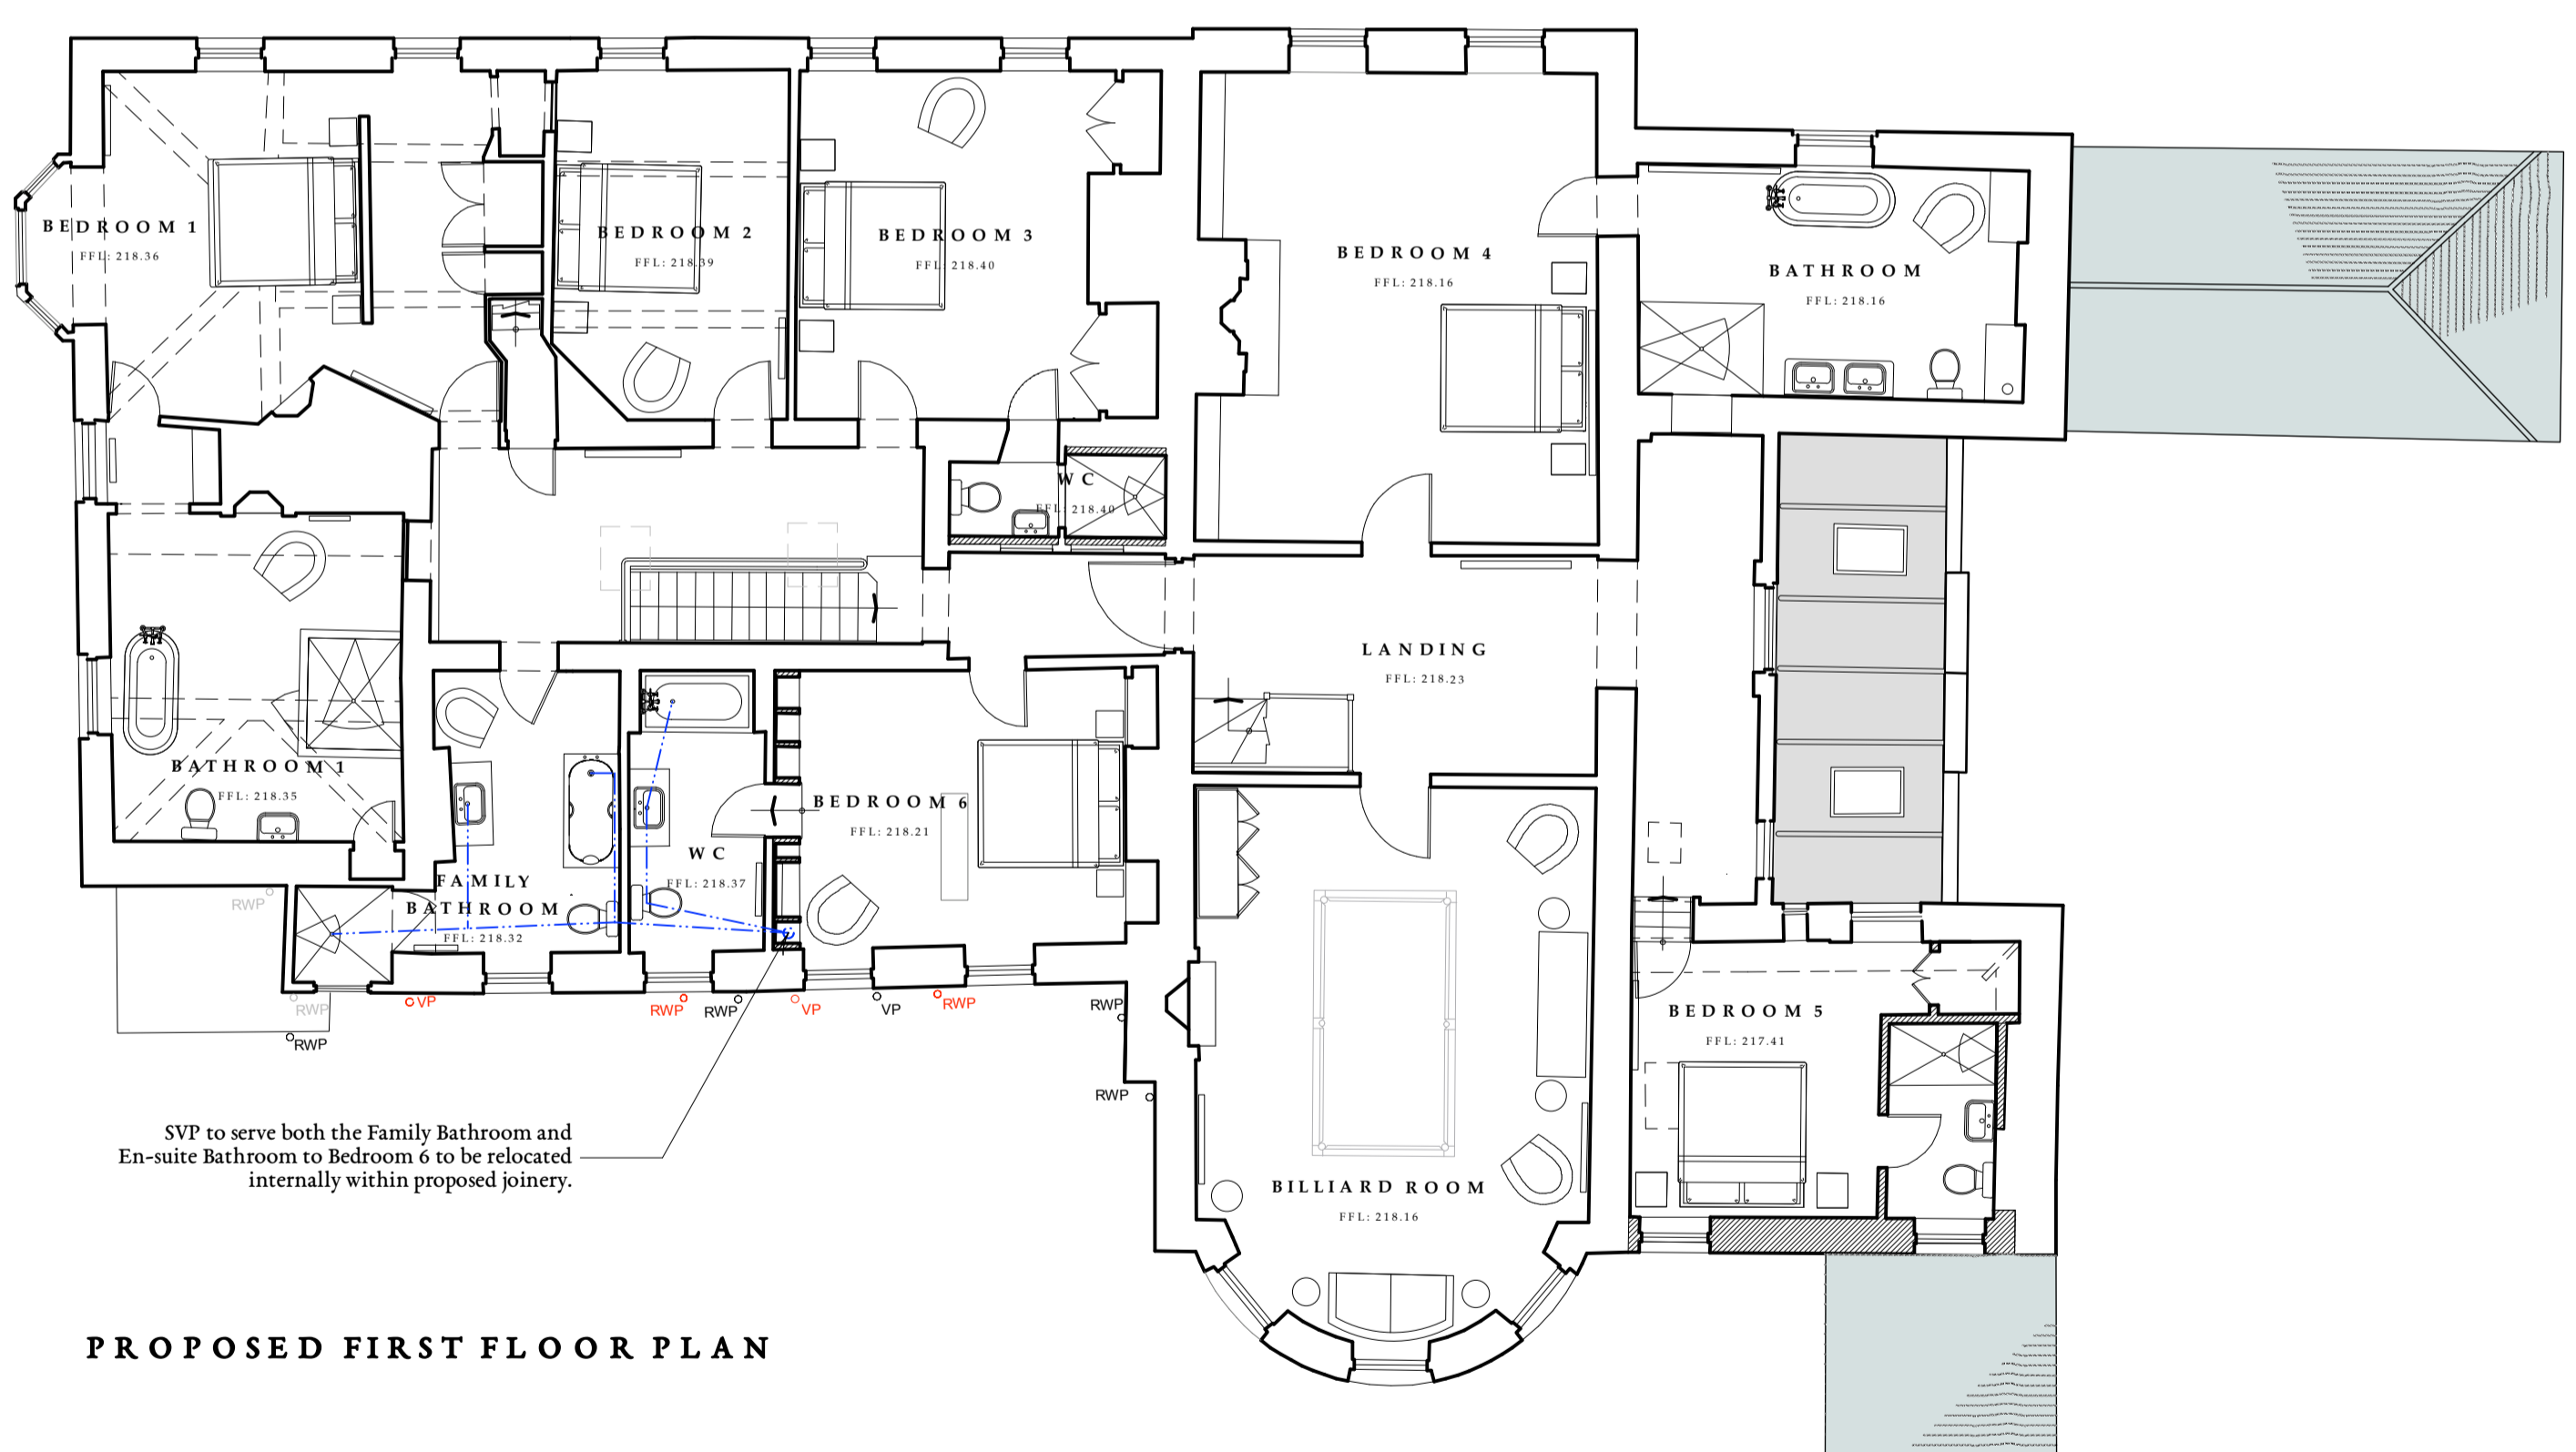 BEDROOM 1
FFL: 218.36
BEDROOM 2
FFL: 218.39
BEDROOM 3
FFL: 218.40
BEDROOM 4
FFL: 218.16
BATHROOM
FFL: 218.16
WC
FFL: 218.40
LANDING
FFL: 218.23
BATHROOM 1
FFL: 218.35
BEDROOM 6
FFL: 218.21
WC
FFL: 218.37
FAMILY
BATHROOM
FFL: 218.32
RWP
RWP
VP
RWP
RWP
VP
VP
RWP
RWP
RWP
RWP
BEDROOM 5
FFL: 217.41
SVP to serve both the Family Bathroom and
En-suite Bathroom to Bedroom 6 to be relocated
internally within proposed joinery.
BILLIARD ROOM
FFL: 218.16
PROPOSED FIRST FLOOR PLAN